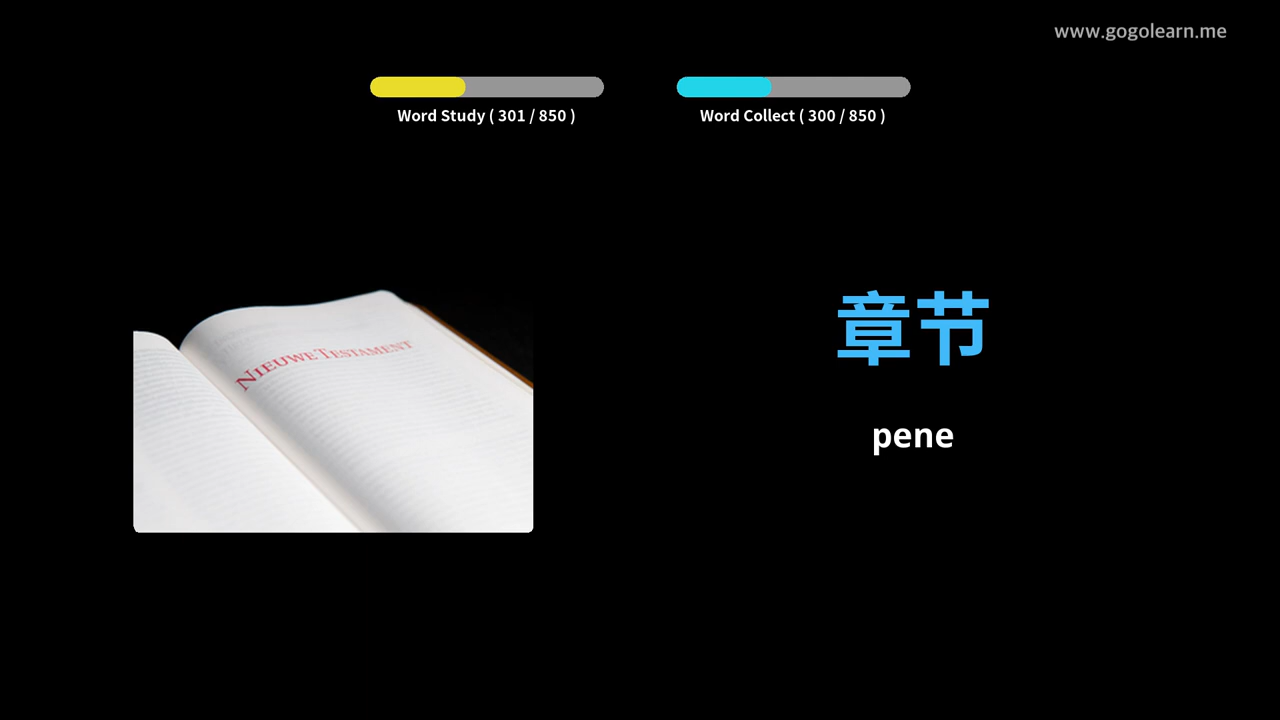 www.gogolearn.me
Word Study ( 301 / 850 )
Word Collect ( 300 / 850 )
NIEUWE TESTAMENT
章节
pene